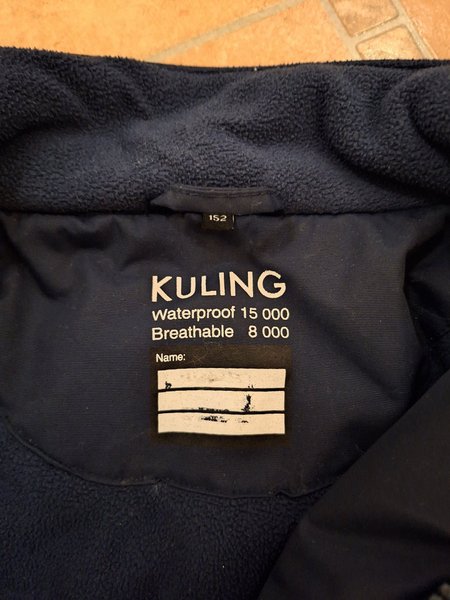 152
KULING
Waterproof 15 000
Breathable 8 000
Name: